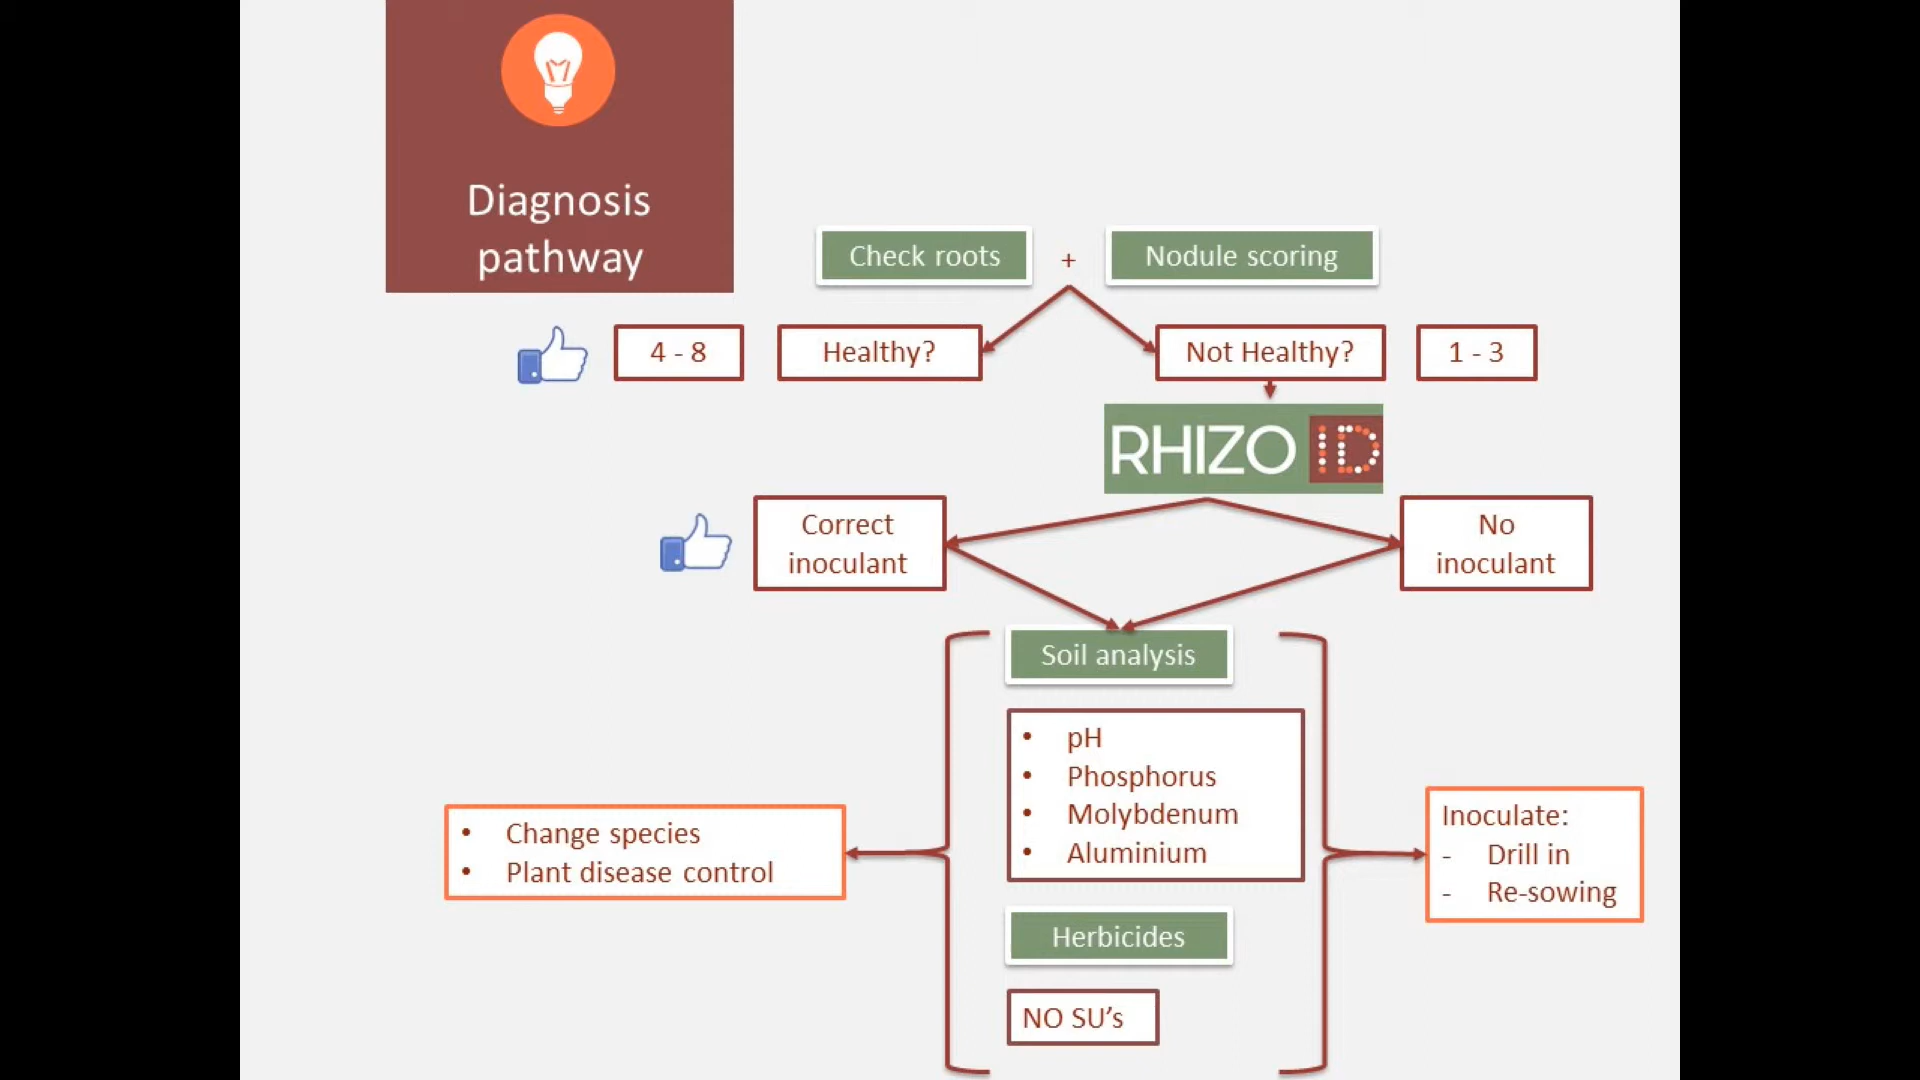 Diagnosis
pathway
Check roots + Nodule scoring
4 - 8 Healthy? Not Healthy? 1 - 3
RHIZO ID
Correct
inoculant
No
inoculant
Soil analysis
• pH
• Phosphorus
• Molybdenum
• Aluminium
• Change species
• Plant disease control
Inoculate:
- Drill in
- Re-sowing
Herbicides
NO SU’s